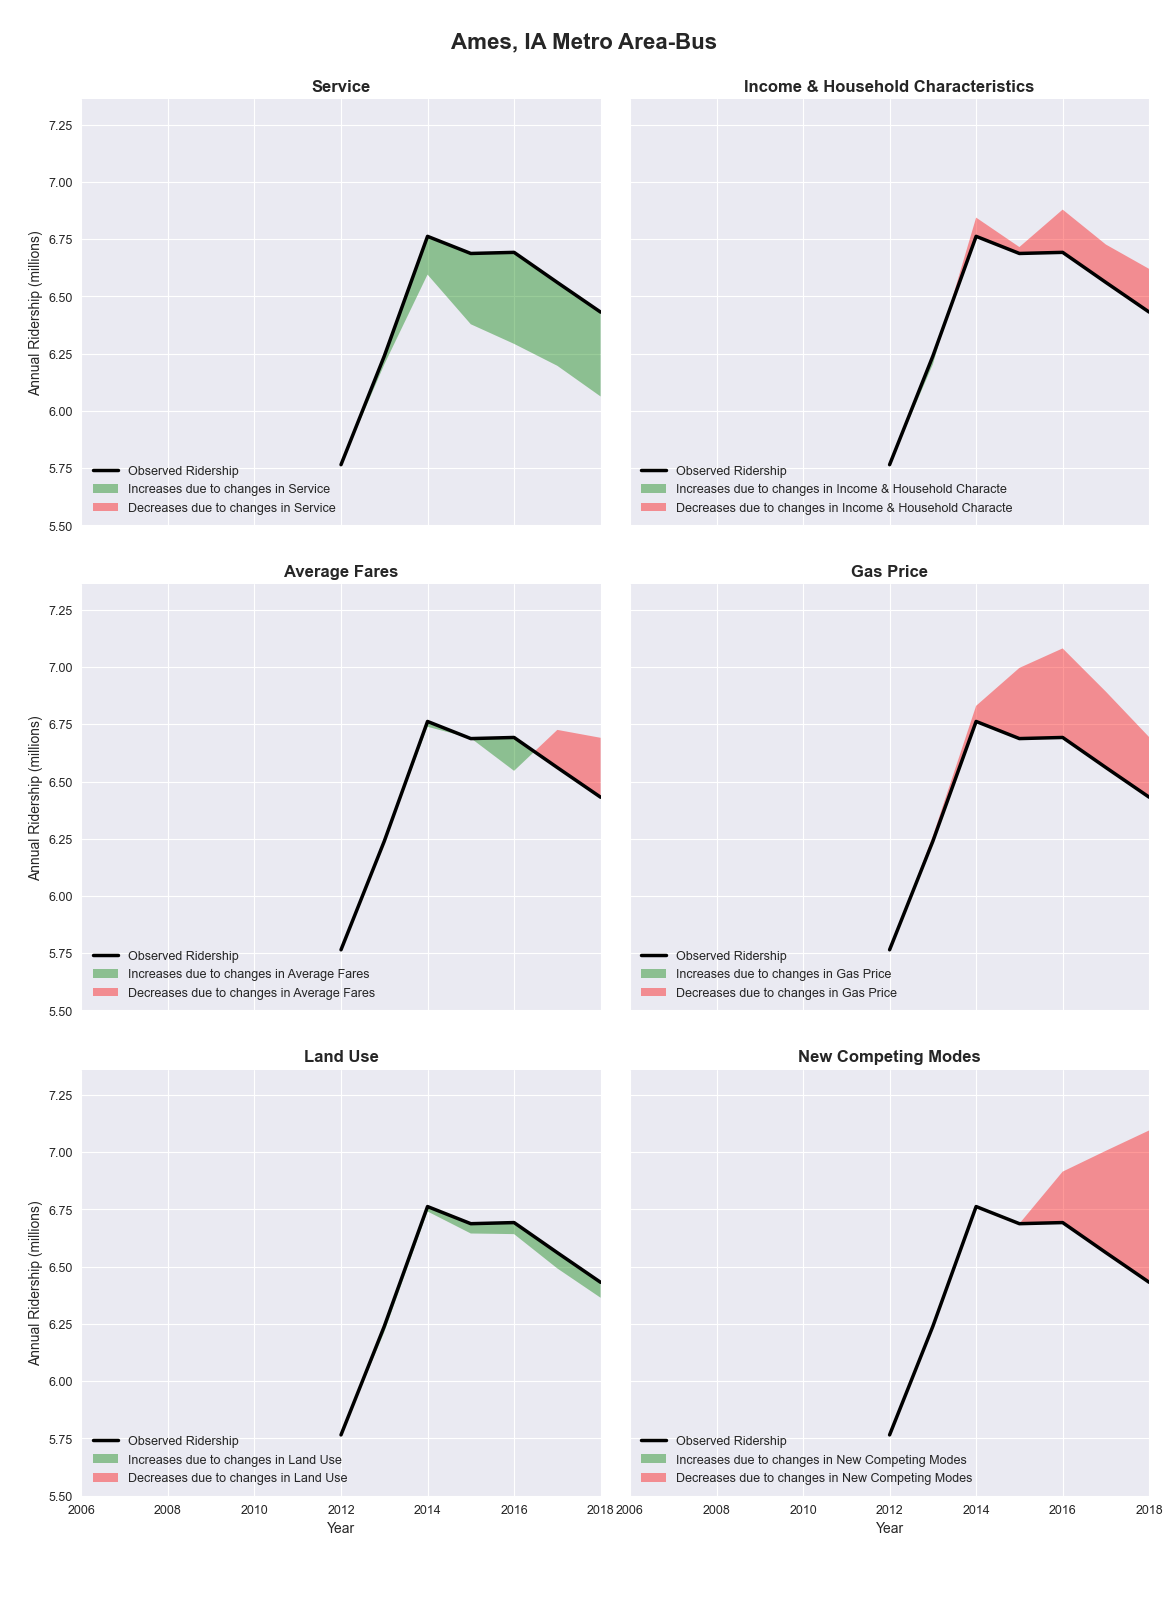 Ames, IA Metro Area-Bus
Service
Annual Ridership (millions)
7.25
7.00
6.75
6.50
6.25
6.00
5.75
5.50
Observed Ridership
Increases due to changes in Service
Decreases due to changes in Service
Income & Household Characteristics
Observed Ridership
Increases due to changes in Income & Household Characte
Decreases due to changes in Income & Household Characte
Average Fares
Annual Ridership (millions)
7.25
7.00
6.75
6.50
6.25
6.00
5.75
5.50
Observed Ridership
Increases due to changes in Average Fares
Decreases due to changes in Average Fares
Gas Price
Observed Ridership
Increases due to changes in Gas Price
Decreases due to changes in Gas Price
Land Use
Annual Ridership (millions)
7.25
7.00
6.75
6.50
6.25
6.00
5.75
5.50
Observed Ridership
Increases due to changes in Land Use
Decreases due to changes in Land Use
2006 2008 2010 2012 2014 2016 2018
Year
New Competing Modes
Observed Ridership
Increases due to changes in New Competing Modes
Decreases due to changes in New Competing Modes
2006 2008 2010 2012 2014 2016 2018
Year